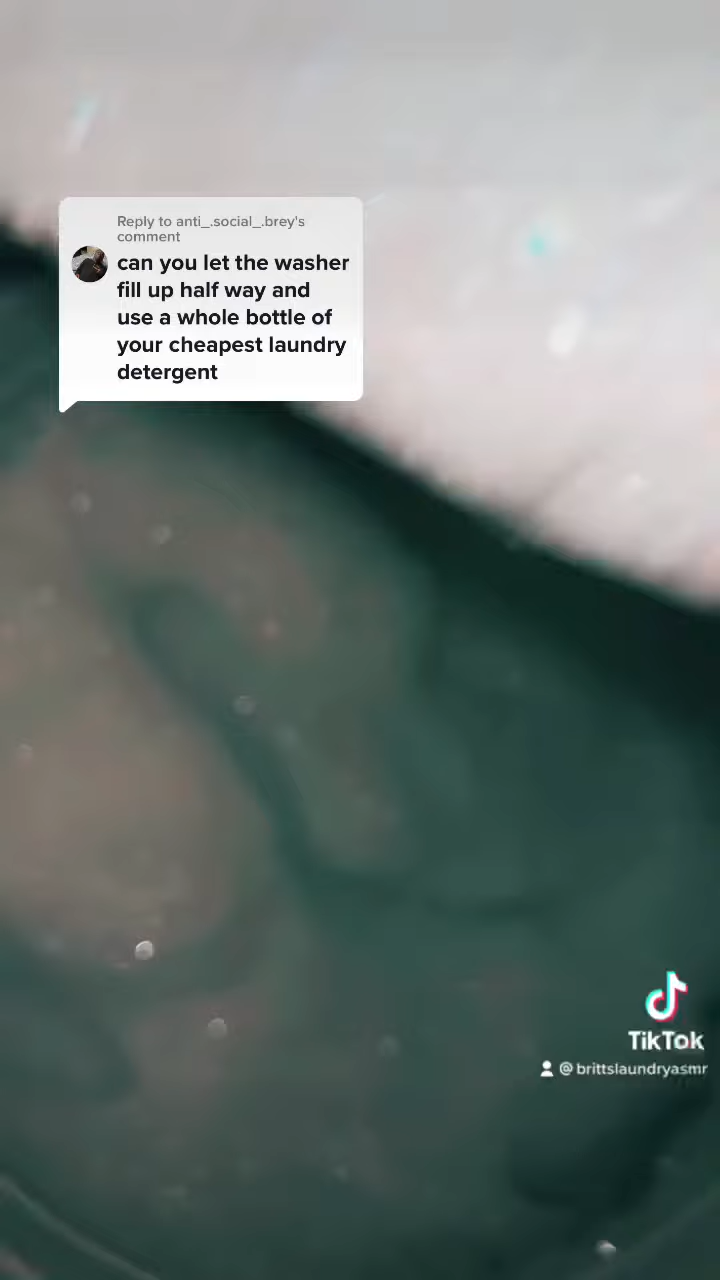 Reply to anti_.social_.brey's
comment
can you let the washer
fill up half way and
use a whole bottle of
your cheapest laundry
detergent
TikTok
@brittslaundryasmr